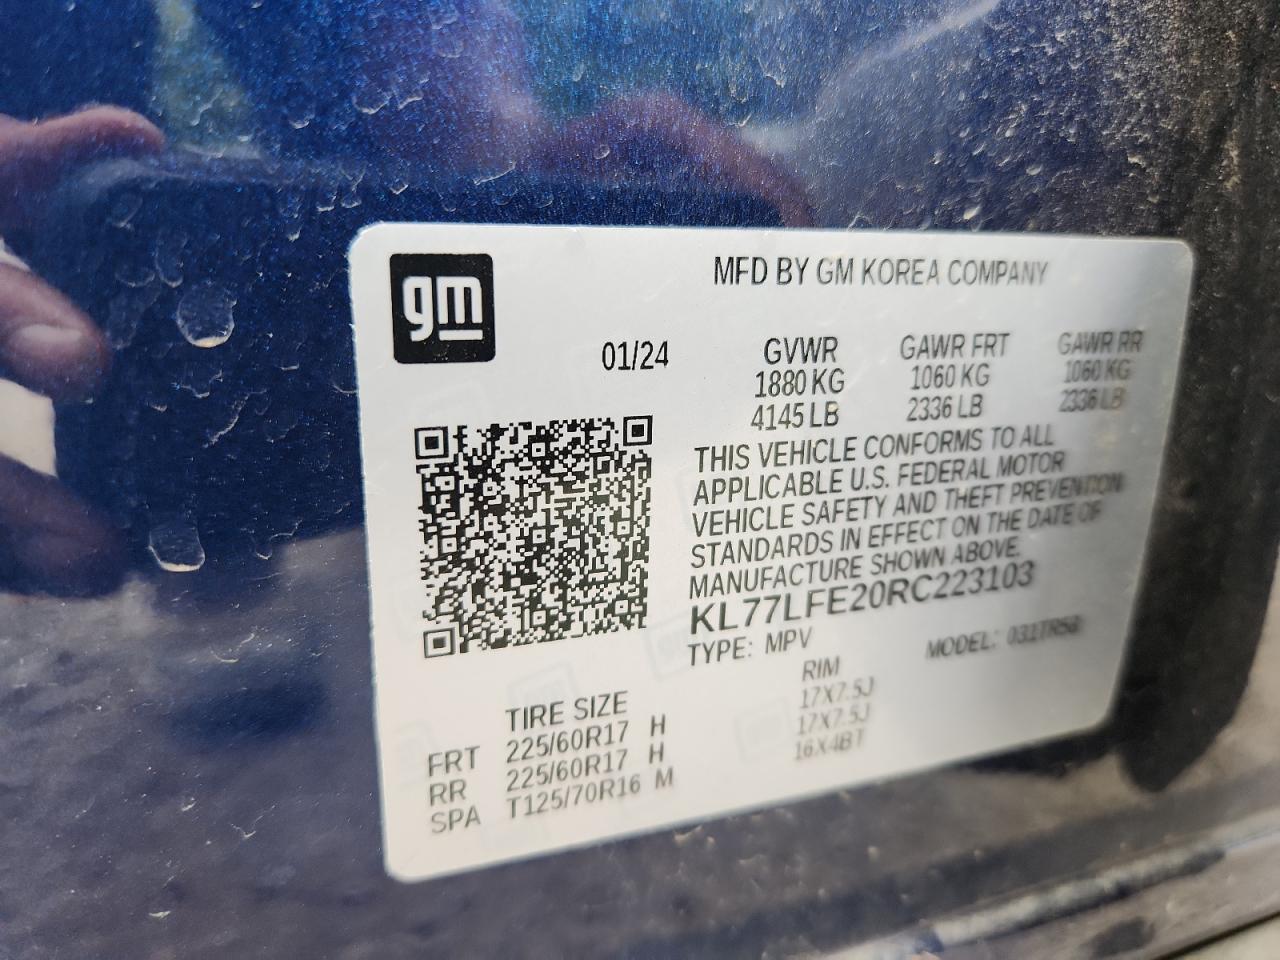 gm
MFD BY GM KOREA COMPANY
01/24
GVWR GAWR FRT GAWR RR
1880 KG 1060 KG 1060 KG
4145 LB 2336 LB 2336 LB
THIS VEHICLE CONFORMS TO ALL
APPLICABLE U.S. FEDERAL MOTOR
VEHICLE SAFETY AND THEFT PREVENTION
STANDARDS IN EFFECT ON THE DATE OF
MANUFACTURE SHOWN ABOVE.
KL77LFE20RC223103
TYPE: MPV MODEL:
TIRE SIZE RIM
FRT 225/60R17 H 17X7.5J
RR 225/60R17 H 17X7.5J
SPA T125/70R16 M 16X4BT